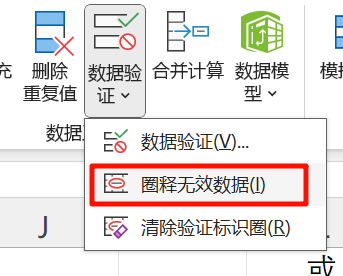 充
删除
重复值
数据验
证
合并计算
数据模
型
模拟
数据
数据验证(V)...
圈释无效数据(I)
清除验证标识圈(R)
J
或